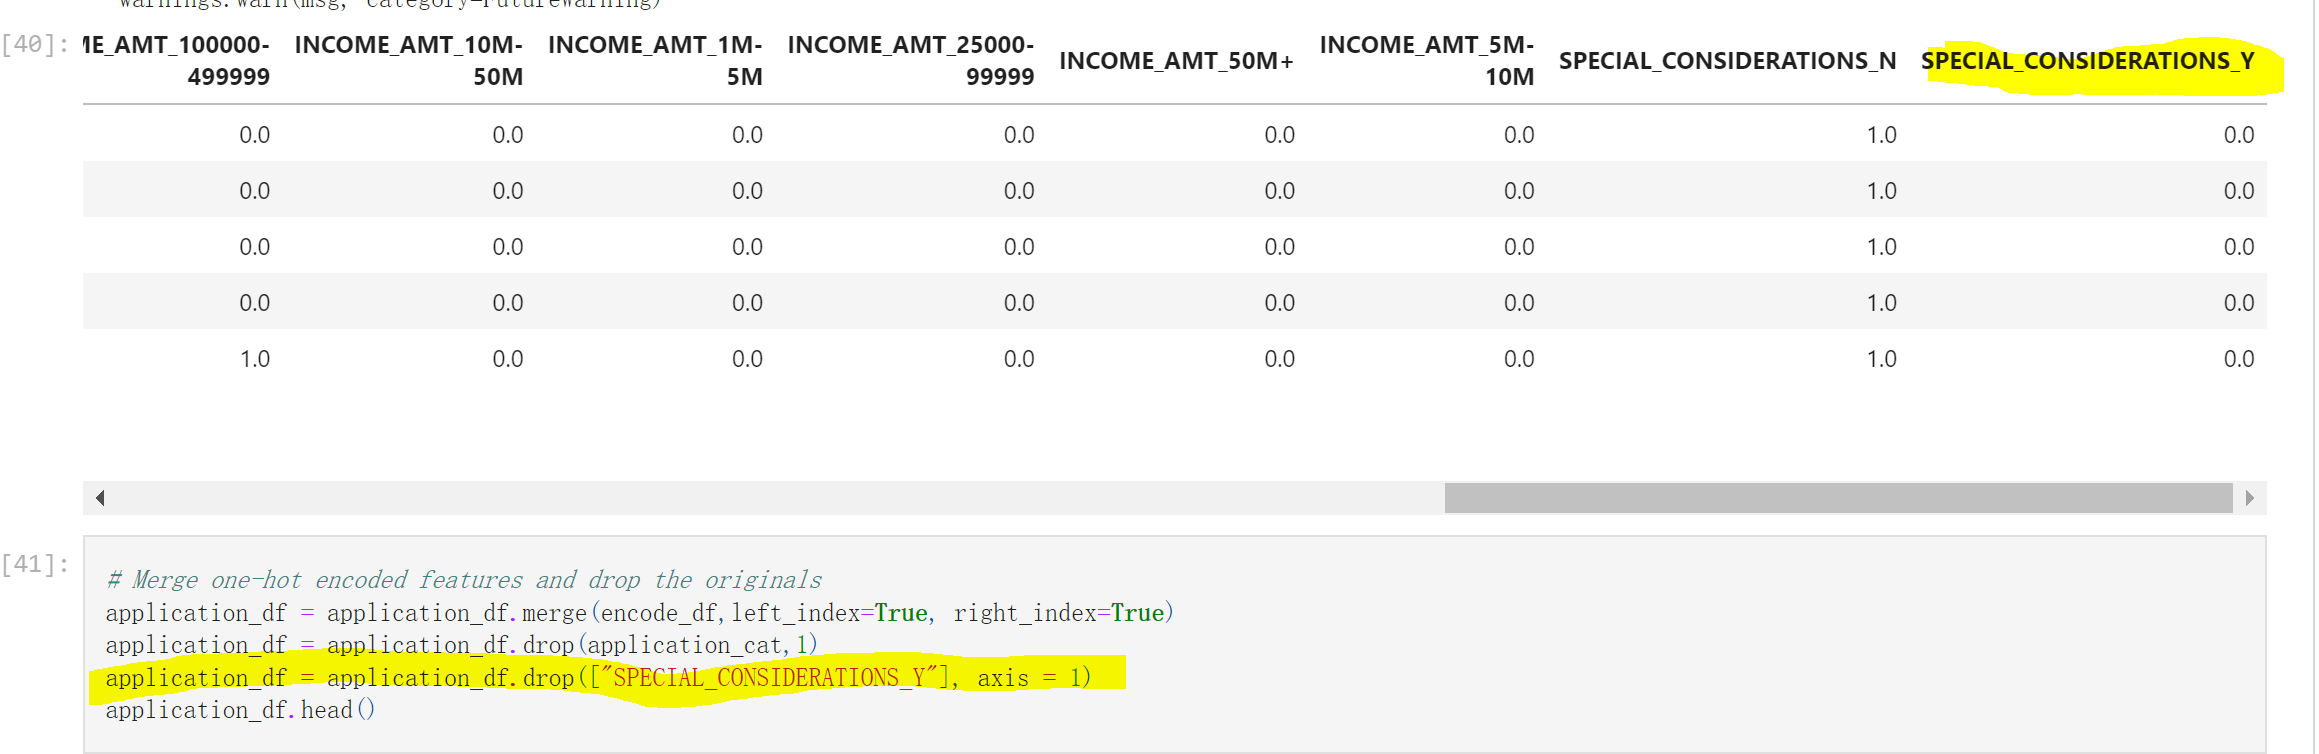 warnings.warn(msg, category=FutureWarning)
[40]:
ME_AMT_100000-499999 INCOME_AMT_10M-50M INCOME_AMT_1M-5M INCOME_AMT_25000-99999 INCOME_AMT_50M+ INCOME_AMT_5M-10M SPECIAL_CONSIDERATIONS_N SPECIAL_CONSIDERATIONS_Y
0.0 0.0 0.0 0.0 0.0 0.0 1.0 0.0
0.0 0.0 0.0 0.0 0.0 0.0 1.0 0.0
0.0 0.0 0.0 0.0 0.0 0.0 1.0 0.0
0.0 0.0 0.0 0.0 0.0 0.0 1.0 0.0
1.0 0.0 0.0 0.0 0.0 0.0 1.0 0.0
[41]:
# Merge one-hot encoded features and drop the originals
application_df = application_df.merge(encode_df,left_index=True, right_index=True)
application_df = application_df.drop(application_cat,1)
application_df = application_df.drop(["SPECIAL_CONSIDERATIONS_Y"], axis = 1)
application_df.head()